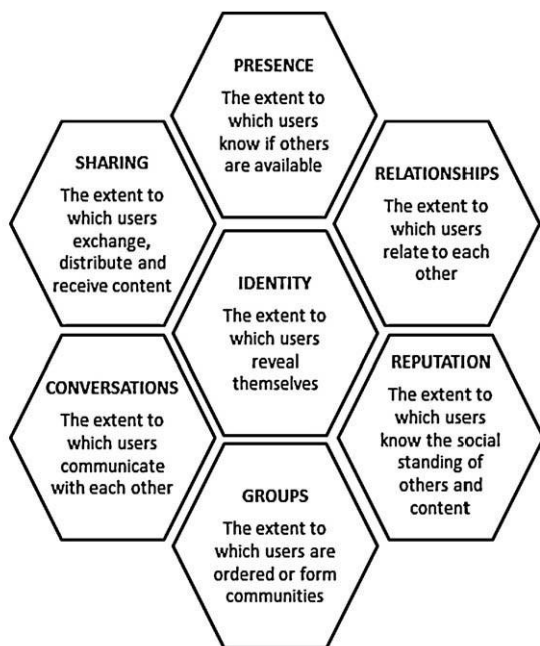 PRESENCE
The extent to
which users
know if others
are available
SHARING
The extent to
which users
exchange,
distribute and
receive content
RELATIONSHIPS
The extent to
which users
relate to each
other
IDENTITY
The extent to
which users
reveal
themselves
CONVERSATIONS
The extent to
which users
communicate
with each other
REPUTATION
The extent to
which users
know the social
standing of
others and
content
GROUPS
The extent to
which users are
ordered or form
communities